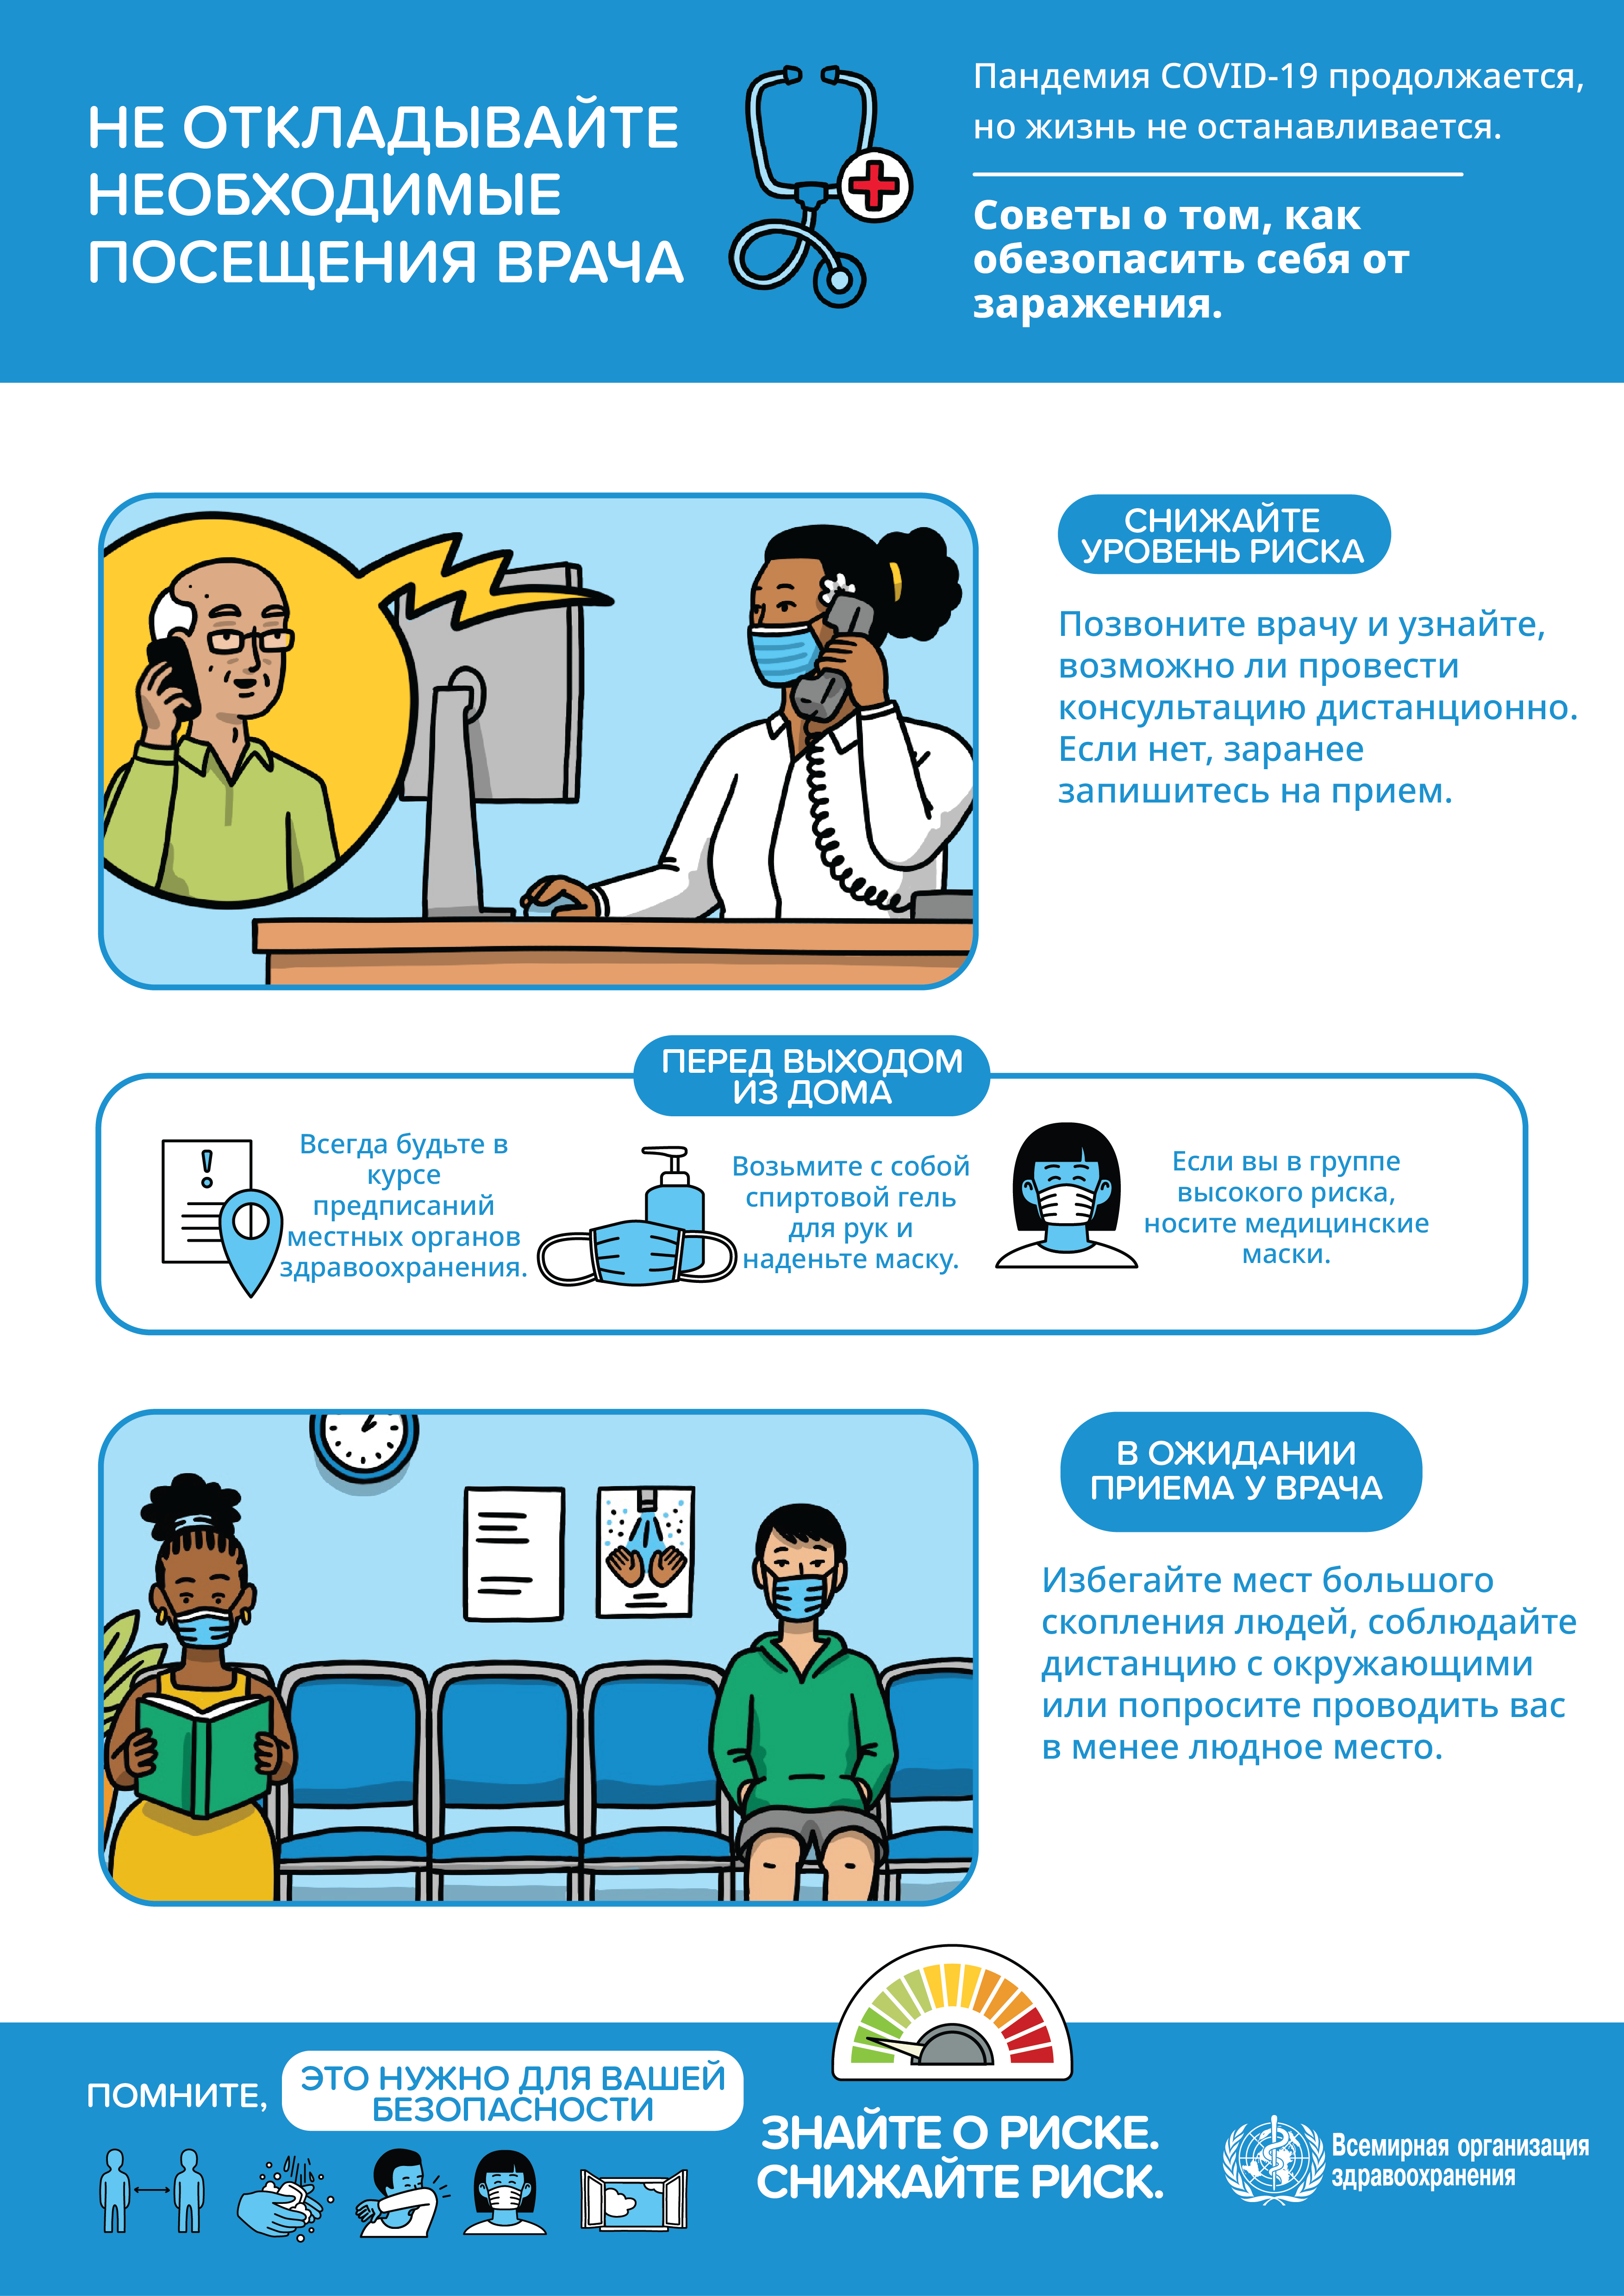 НЕ ОТКЛАДЫВАЙТЕ
НЕОБХОДИМЫЕ
ПОСЕЩЕНИЯ ВРАЧА
Пандемия COVID-19 продолжается,
но жизнь не останавливается.
Советы о том, как
обезопасить себя от
заражения.
СНИЖАЙТЕ
УРОВЕНЬ РИСКА
Позвоните врачу и узнайте,
возможно ли провести
консультацию дистанционно.
Если нет, заранее
запишитесь на прием.
ПЕРЕД ВЫХОДОМ
ИЗ ДОМА
Всегда будьте в
курсе
предписаний
местных органов
здравоохранения.
Возьмите с собой
спиртовой гель
для рук и
наденьте маску.
Если вы в группе
высокого риска,
носите медицинские
маски.
В ОЖИДАНИИ
ПРИЕМА У ВРАЧА
Избегайте мест большого
скопления людей, соблюдайте
дистанцию с окружающими
или попросите проводить вас
в менее людное место.
ПОМНИТЕ,
ЭТО НУЖНО ДЛЯ ВАШЕЙ
БЕЗОПАСНОСТИ
ЗНАЙТЕ О РИСКЕ.
СНИЖАЙТЕ РИСК.
Всемирная организация
здравоохранения